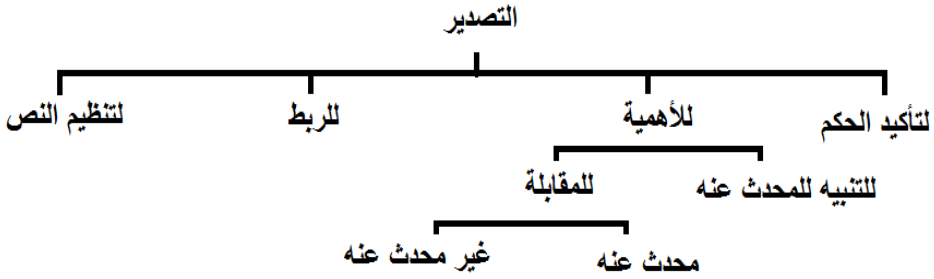 التصدير
لتأكيد الحكم
للأهمية
للربط
لتنظيم النص
للتنبيه للمحدث عنه
للمقابلة
محدث عنه
غير محدث عنه